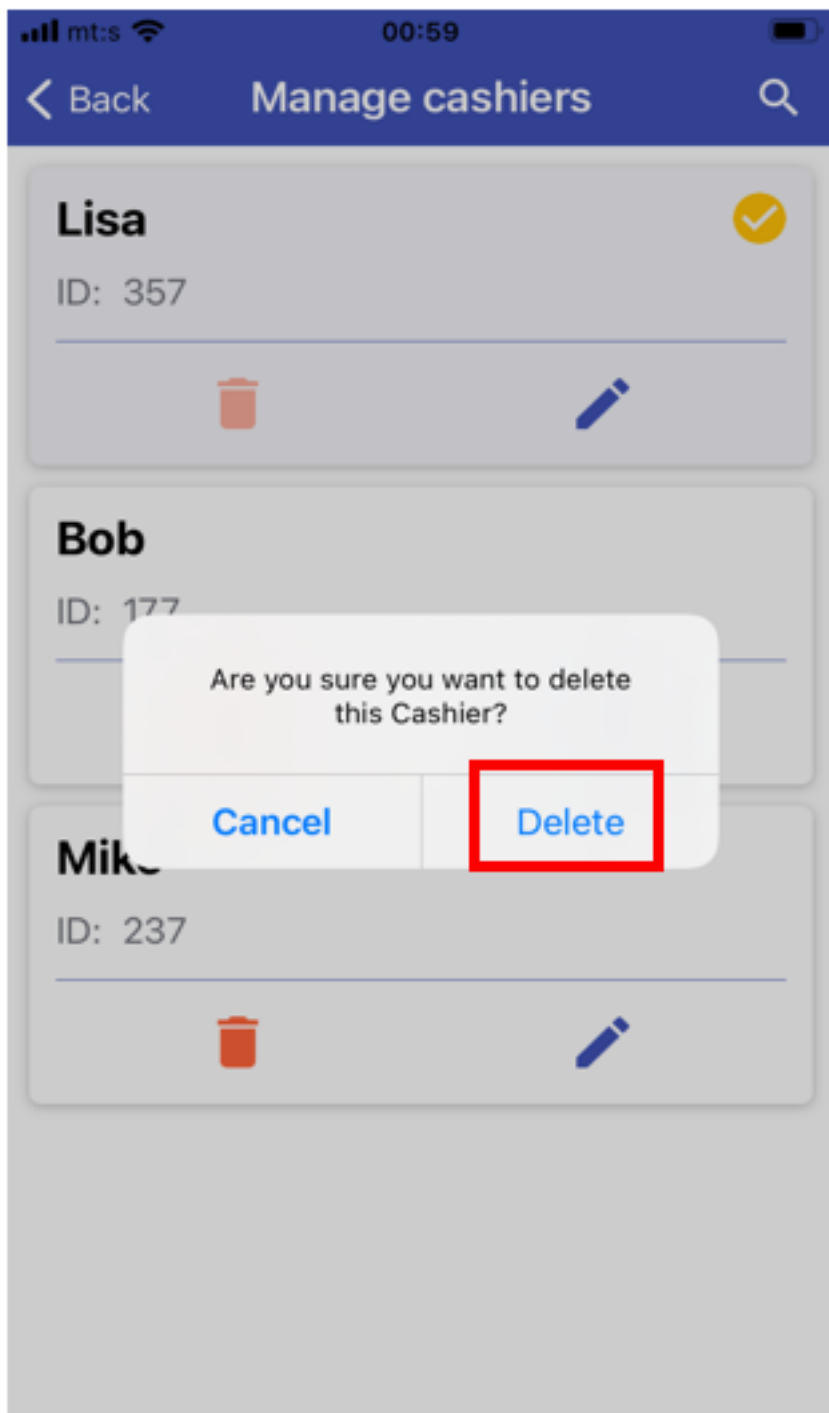 mt:s 00:59
Back Manage cashiers
Lisa
ID: 357
Bob
ID: 177
Are you sure you want to delete
this Cashier?
Cancel Delete
Mike
ID: 237